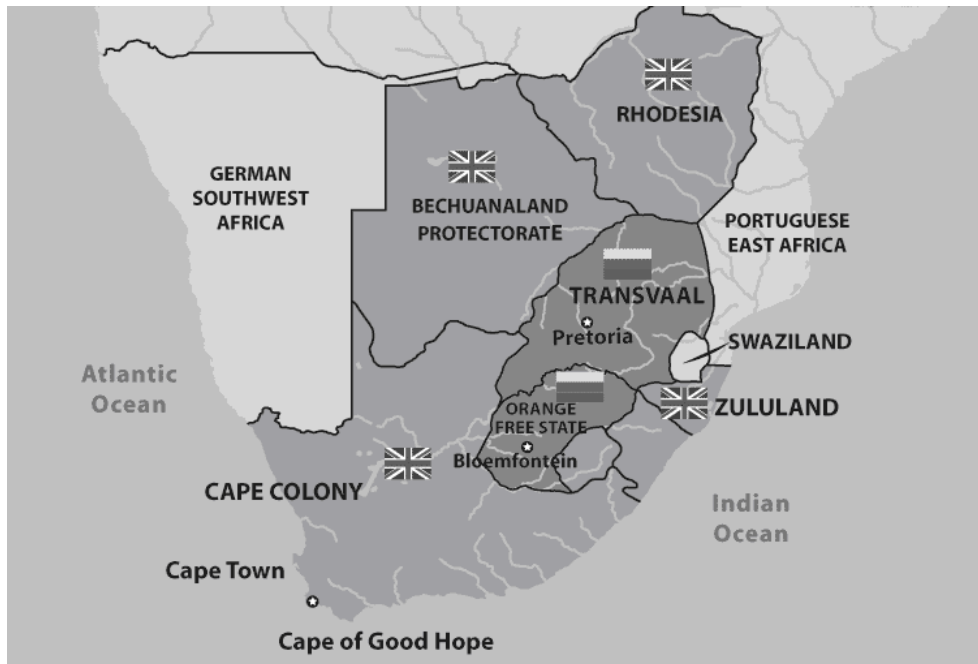 RHODESIA
GERMAN
SOUTHWEST
AFRICA
BECHUANALAND
PROTECTORATE
PORTUGUESE
EAST AFRICA
TRANSVAAL
Pretoria
SWAZILAND
Atlantic
Ocean
ORANGE
FREE STATE
ZULULAND
Bloemfontein
CAPE COLONY
Indian
Ocean
Cape Town
Cape of Good Hope